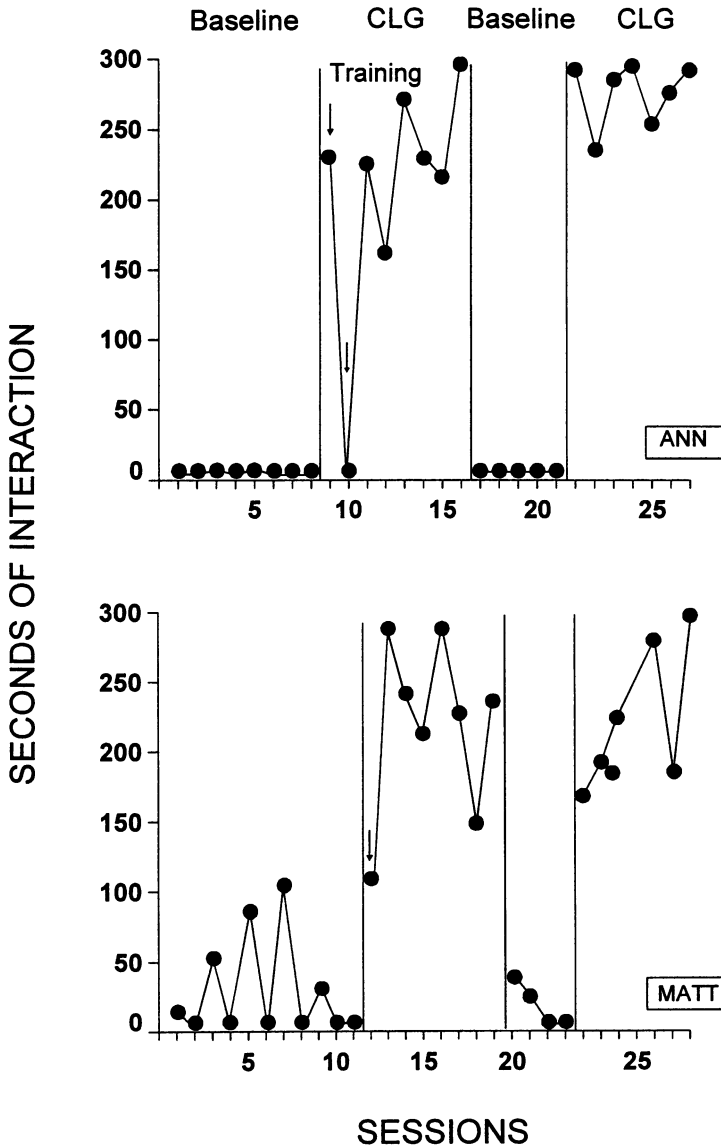 Baseline CLG Baseline CLG
300
Training
250
200
150
100
50
ANN
0
5 10 15 20 25
SECONDS OF INTERACTION
300
250
200
150
100
50
MATT
0
5 10 15 20 25
SESSIONS